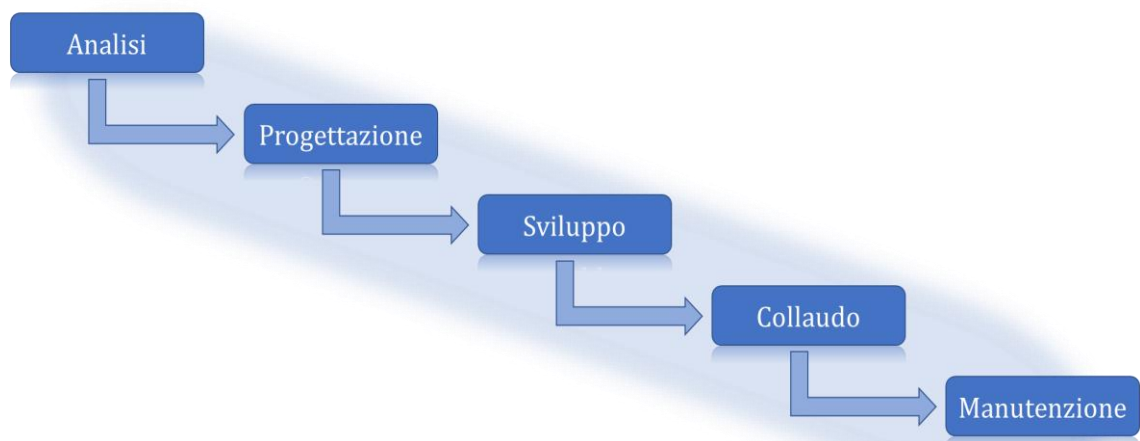 Analisi
Progettazione
Sviluppo
Collaudo
Manutenzione